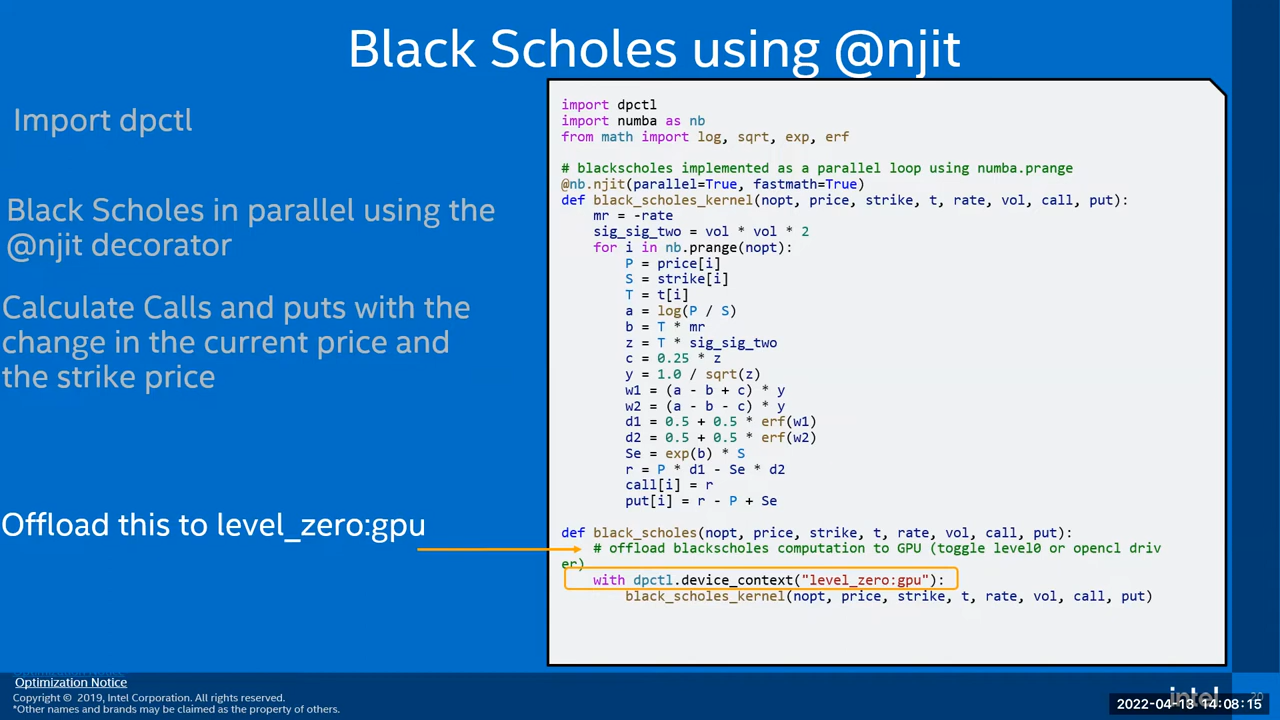 Black Scholes using @njit
Import dpctl
Black Scholes in parallel using the
@njit decorator
Calculate Calls and puts with the
change in the current price and
the strike price
Offload this to level_zero:gpu
import dpctl
import numba as nb
from math import log, sqrt, exp, erf
# blackscholes implemented as a parallel loop using numba.prange
@nb.njit(parallel=True, fastmath=True)
def black_scholes_kernel(nopt, price, strike, t, rate, vol, call, put):
    mr = -rate
    sig_sig_two = vol * vol * 2
    for i in nb.prange(nopt):
        P = price[i]
        S = strike[i]
        T = t[i]
        a = log(P / S)
        b = T * mr
        z = T * sig_sig_two
        c = 0.25 * z
        y = 1.0 / sqrt(z)
        w1 = (a - b + c) * y
        w2 = (a - b - c) * y
        d1 = 0.5 + 0.5 * erf(w1)
        d2 = 0.5 + 0.5 * erf(w2)
        Se = exp(b) * S
        r = P * d1 - Se * d2
        call[i] = r
        put[i] = r - P + Se
def black_scholes(nopt, price, strike, t, rate, vol, call, put):
    # offload blackscholes computation to GPU (toggle level0 or opencl driv
er)
    with dpctl.device_context("level_zero:gpu"):
        black_scholes_kernel(nopt, price, strike, t, rate, vol, call, put)
Optimization Notice
Copyright © 2019, Intel Corporation. All rights reserved.
*Other names and brands may be claimed as the property of others.
intel
20
2022-04-13 14:08:15